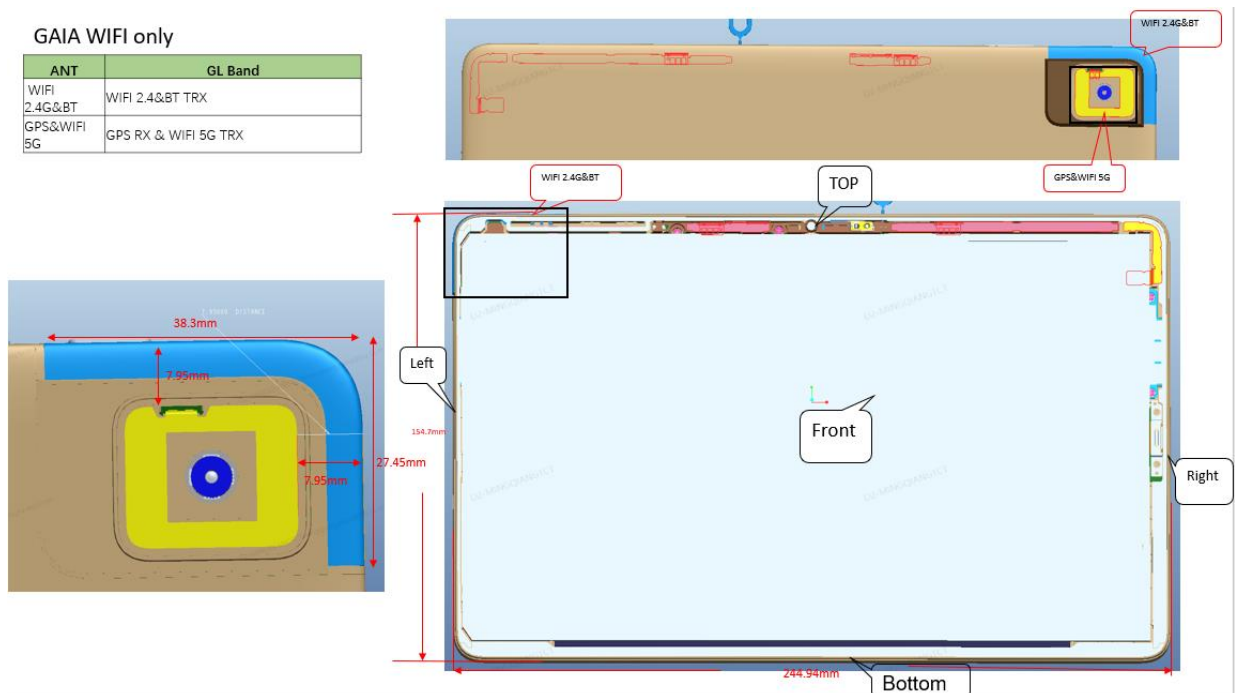 GAIA WIFI only
ANT GL Band
WIFI
2.4G&BT
WIFI 2.4&BT TRX
GPS&WIFI
5G
GPS RX & WIFI 5G TRX
WIFI 2.4G&BT
GPS&WIFI 5G
WIFI 2.4G&BT
TOP
38.3mm
7.95mm
27.45mm
7.95mm
Left
154.7mm
Front
Right
244.94mm
Bottom